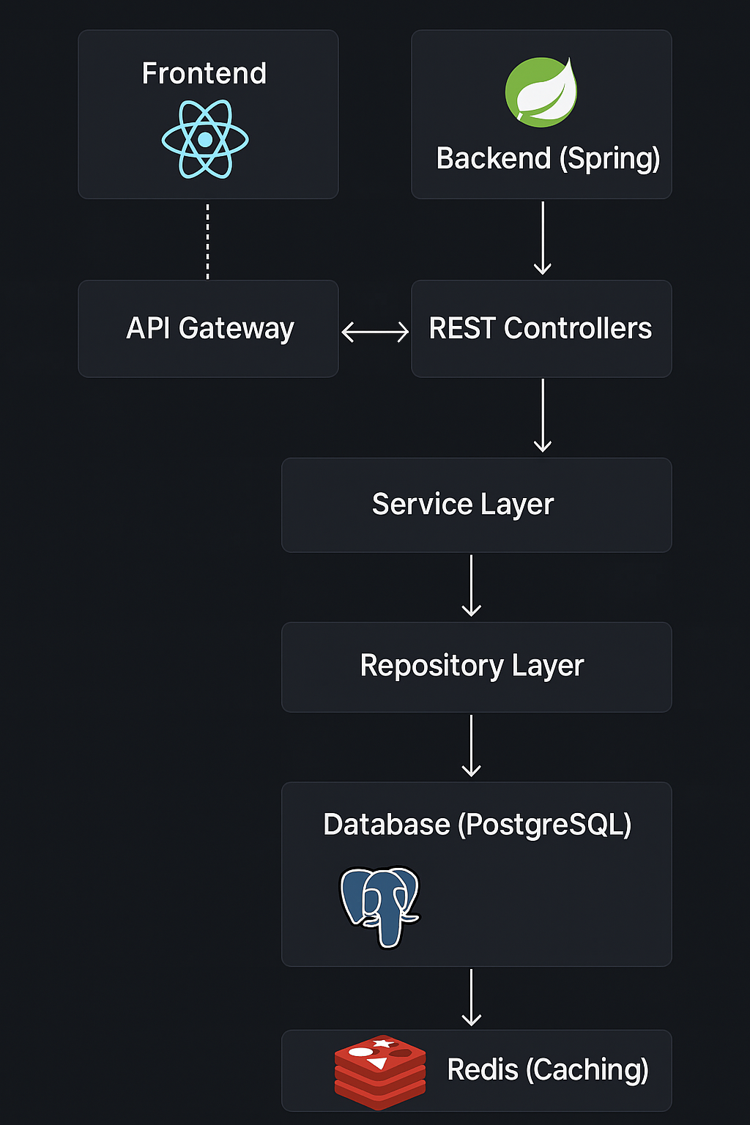 Frontend
Backend (Spring)
API Gateway
REST Controllers
Service Layer
Repository Layer
Database (PostgreSQL)
Redis (Caching)